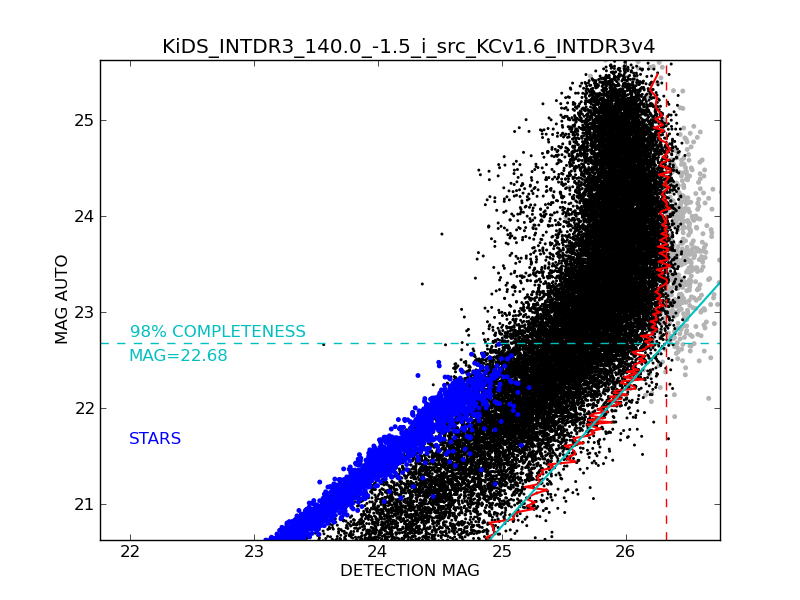 KiDS_INTDR3_140.0_-1.5_i_src_KCv1.6_INTDR3v4
25
24
23
22
21
MAG AUTO
98% COMPLETENESS
MAG=22.68
STARS
22 23 24 25 26
DETECTION MAG